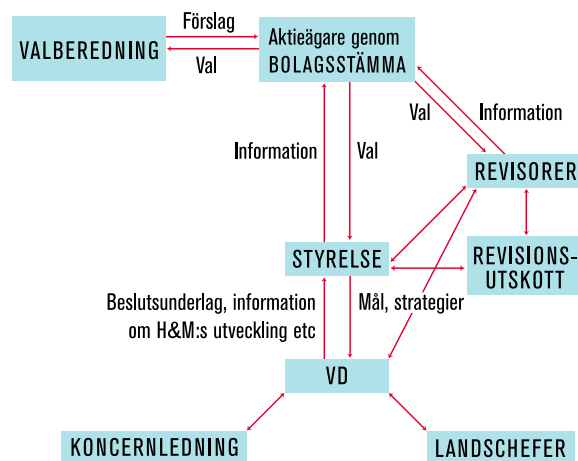 Förslag
VALBEREDNING
Val
Aktieägare genom
BOLAGSSTÄMMA
Val
Information
Information
Val
REVISORER
STYRELSE
REVISIONS-
UTSKOTT
Beslutsunderlag, information
om H&M:s utveckling etc
Mål, strategier
VD
KONCERNLEDNING
LANDSCHEFER